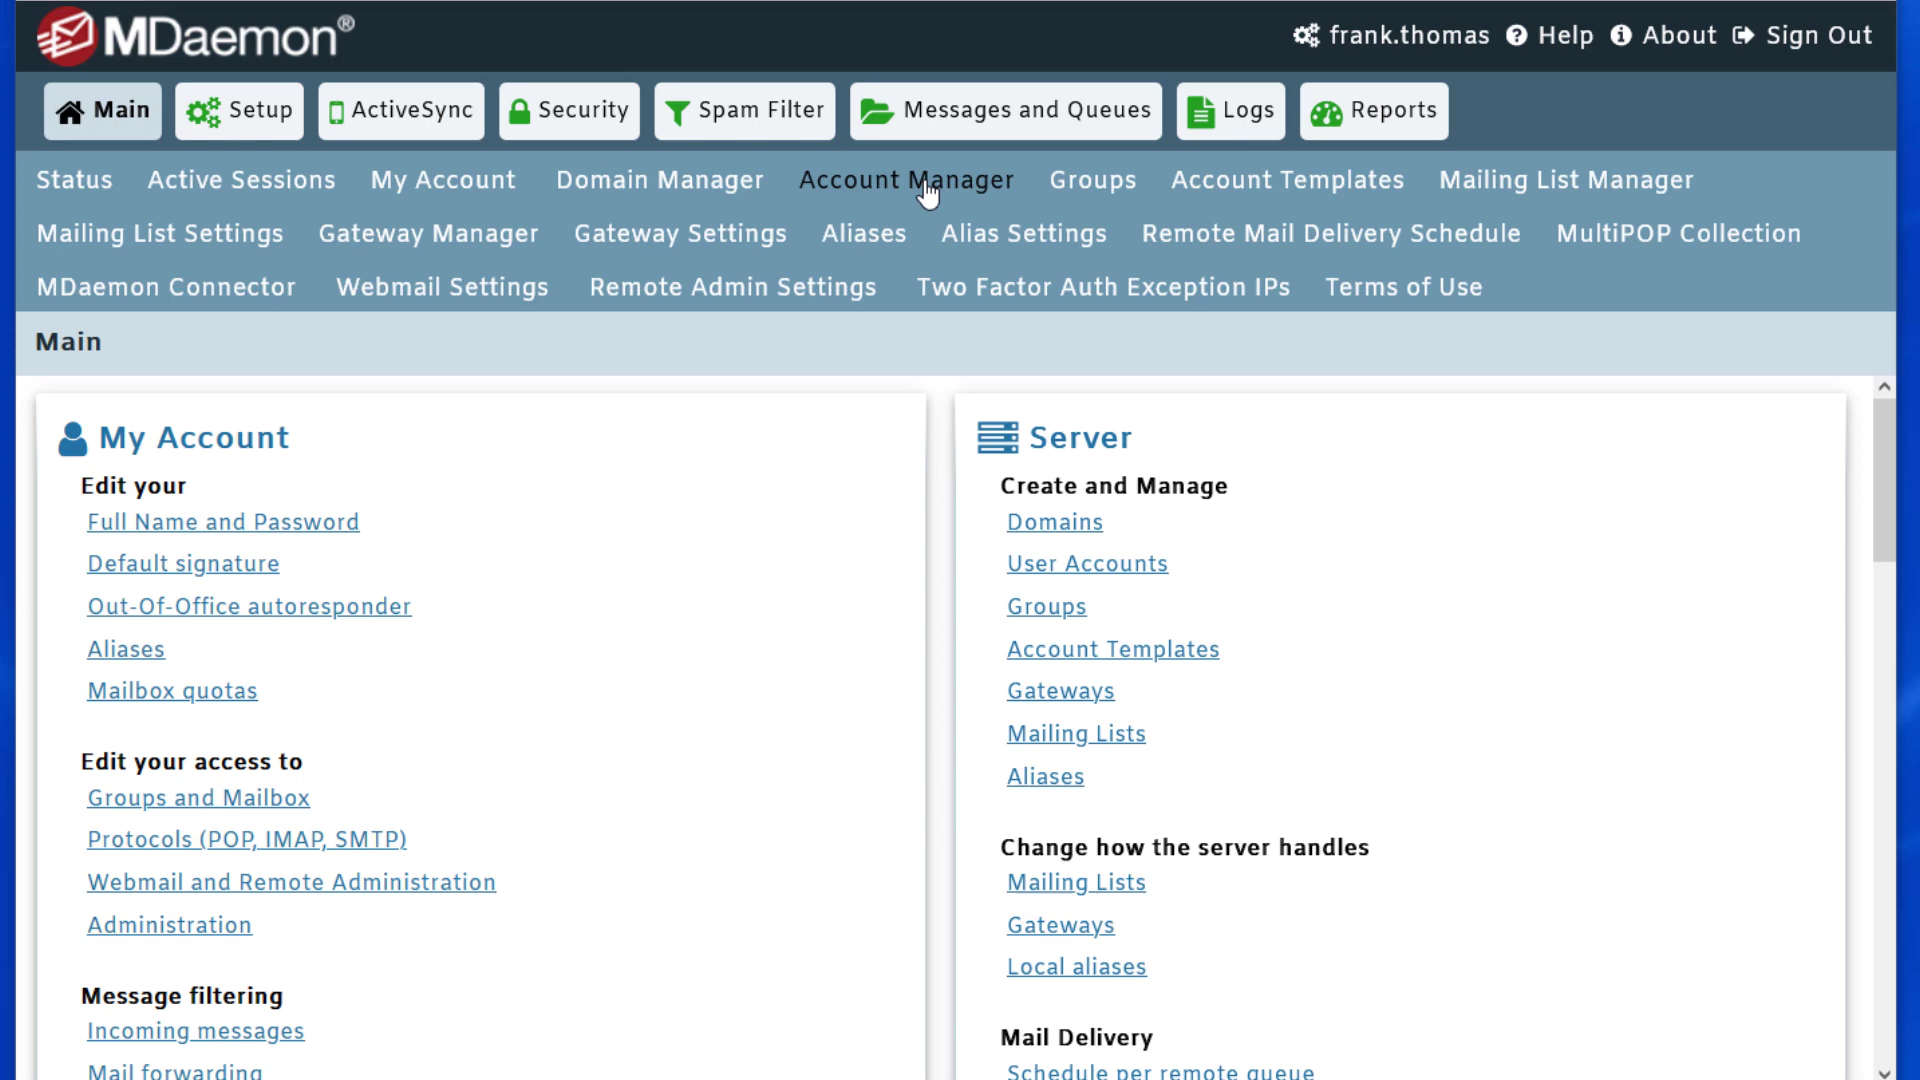 MDaemon®
frank.thomas Help About Sign Out
Main Setup ActiveSync Security Spam Filter Messages and Queues Logs Reports
Status Active Sessions My Account Domain Manager Account Manager Groups Account Templates Mailing List Manager
Mailing List Settings Gateway Manager Gateway Settings Aliases Alias Settings Remote Mail Delivery Schedule MultiPOP Collection
MDaemon Connector Webmail Settings Remote Admin Settings Two Factor Auth Exception IPs Terms of Use
Main
My Account
Edit your
Full Name and Password
Default signature
Out-Of-Office autoresponder
Aliases
Mailbox quotas
Edit your access to
Groups and Mailbox
Protocols (POP, IMAP, SMTP)
Webmail and Remote Administration
Administration
Message filtering
Incoming messages
Mail forwarding
Server
Create and Manage
Domains
User Accounts
Groups
Account Templates
Gateways
Mailing Lists
Aliases
Change how the server handles
Mailing Lists
Gateways
Local aliases
Mail Delivery
Schedule per remote queue